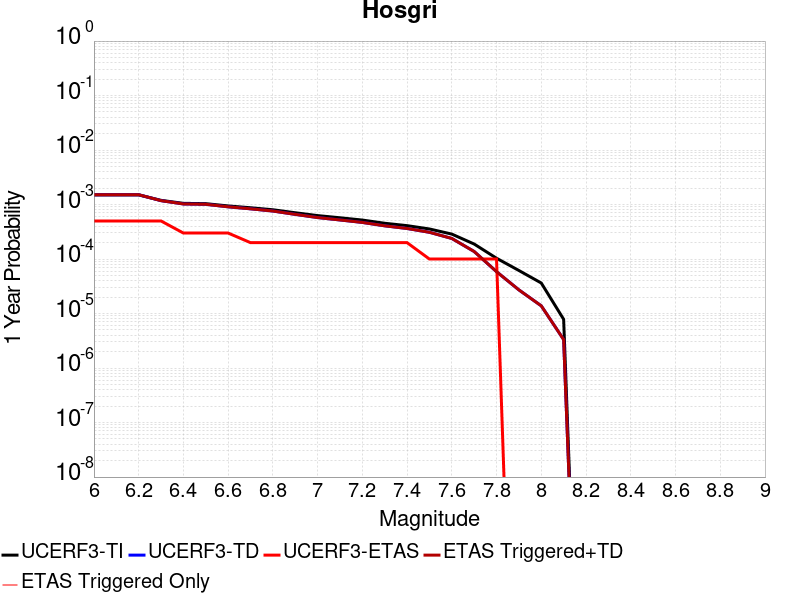 Hosgri
10^0
10^-1
10^-2
10^-3
10^-4
10^-5
10^-6
10^-7
10^-8
1 Year Probability
6 6.2 6.4 6.6 6.8 7 7.2 7.4 7.6 7.8 8 8.2 8.4 8.6 8.8 9
Magnitude
UCERF3-TI UCERF3-TD UCERF3-ETAS ETAS Triggered+TD
ETAS Triggered Only